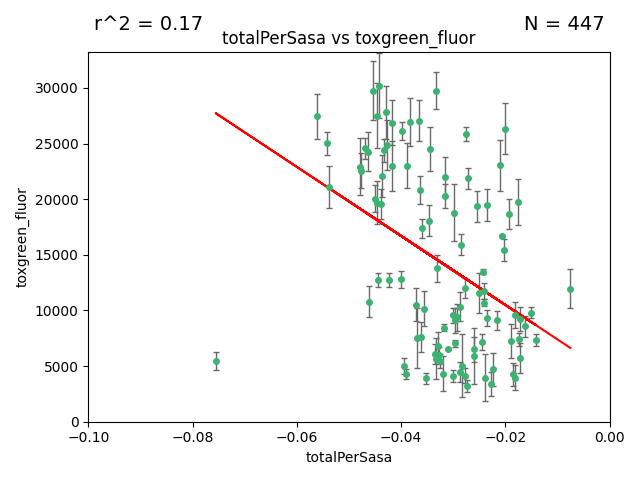 r^2 = 0.17
N = 447
totalPerSasa vs toxgreen_fluor
30000
25000
20000
15000
10000
5000
0
toxgreen_fluor
−0.10
−0.08
−0.06
−0.04
−0.02
0.00
totalPerSasa